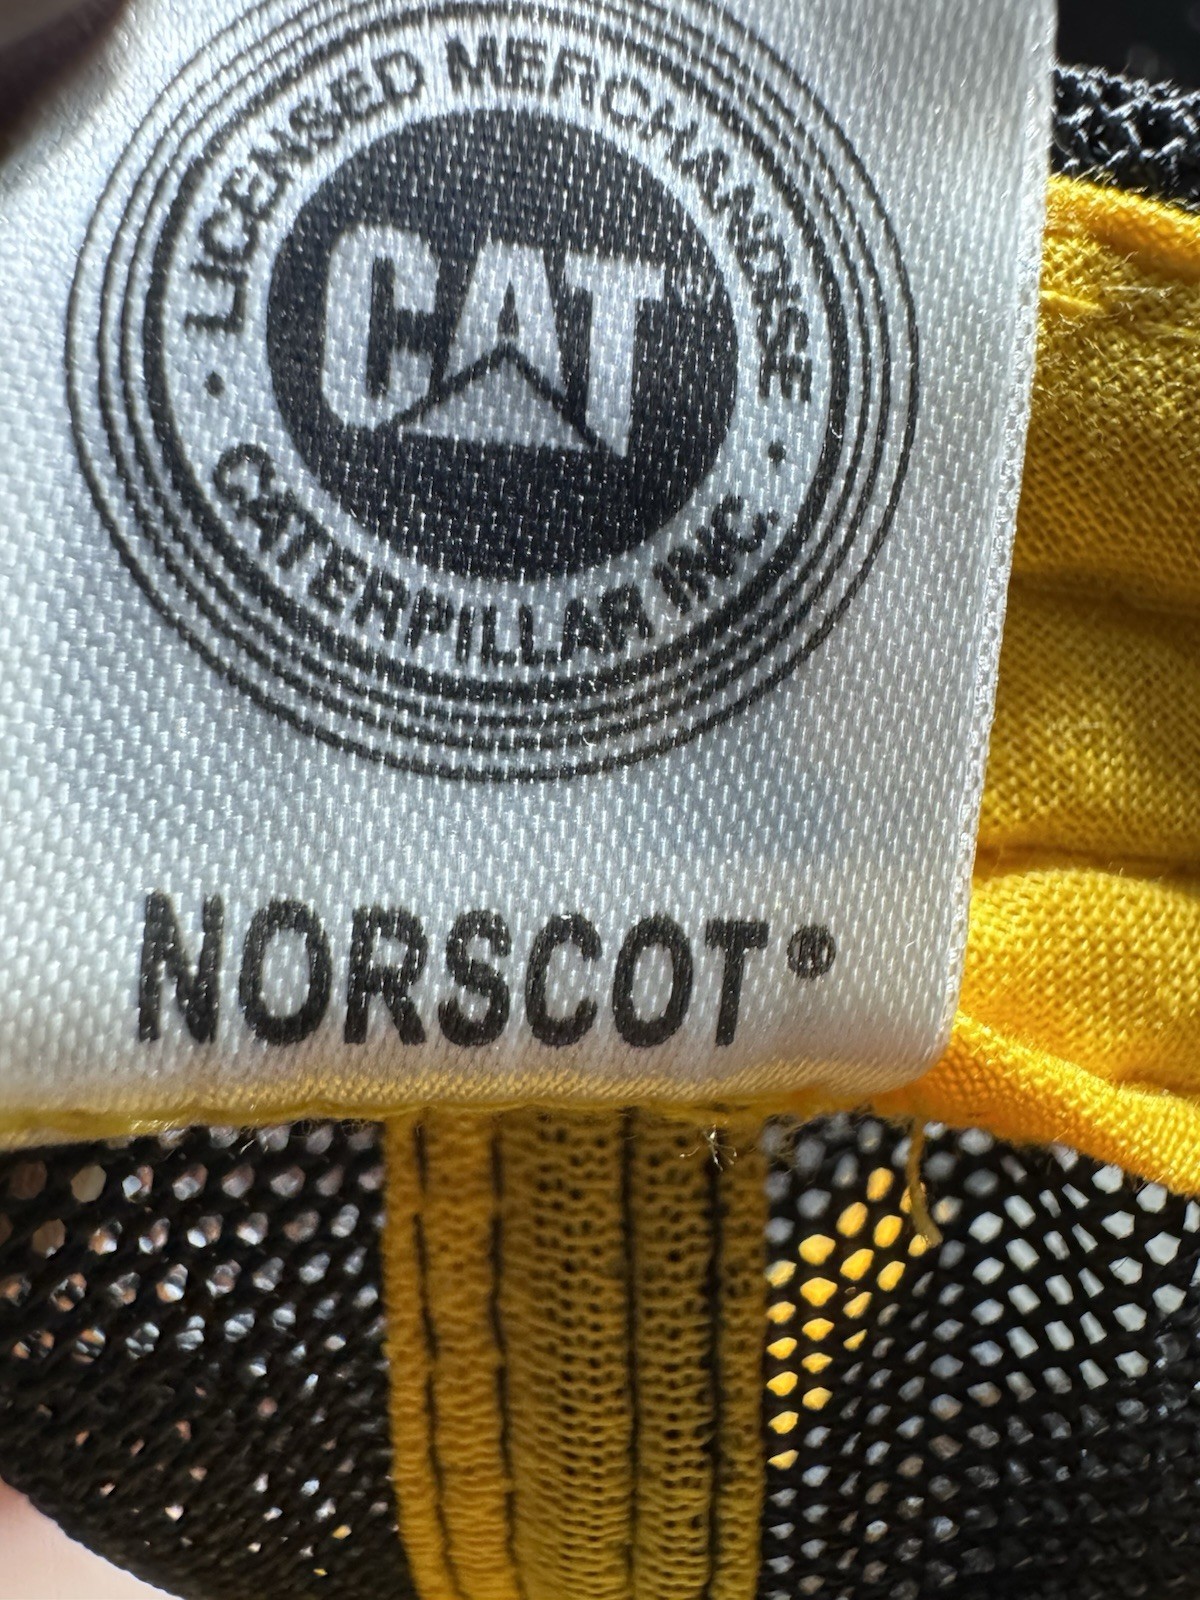 · LICENSED MERCHANDISE ·
CAT
CATERPILLAR INC.
NORSCOT®